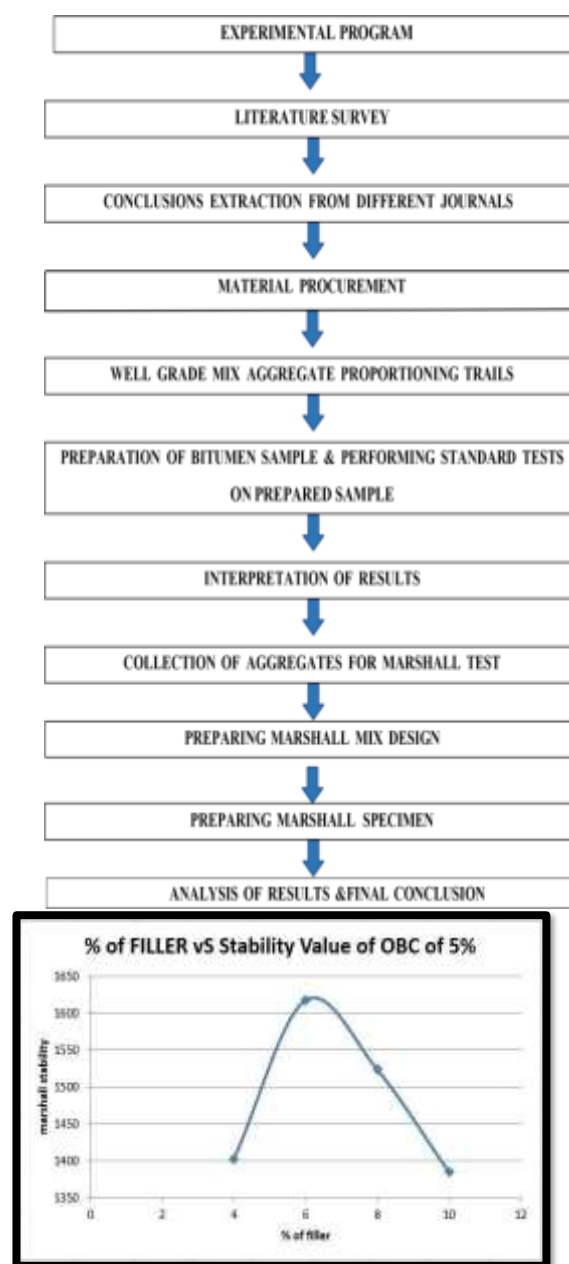 EXPERIMENTAL PROGRAM
LITERATURE SURVEY
CONCLUSIONS EXTRACTION FROM DIFFERENT JOURNALS
MATERIAL PROCUREMENT
WELL GRADE MIX AGGREGATE PROPORTIONING TRAILS
PREPARATION OF BITUMEN SAMPLE & PERFORMING STANDARD TESTS
ON PREPARED SAMPLE
INTERPRETATION OF RESULTS
COLLECTION OF AGGREGATES FOR MARSHALL TEST
PREPARING MARSHALL MIX DESIGN
PREPARING MARSHALL SPECIMEN
ANALYSIS OF RESULTS &FINAL CONCLUSION
% of FILLER vS Stability Value of OBC of 5%
marshall stability
1650
1600
1550
1500
1450
1400
1350
0 2 4 6 8 10 12
% of filler